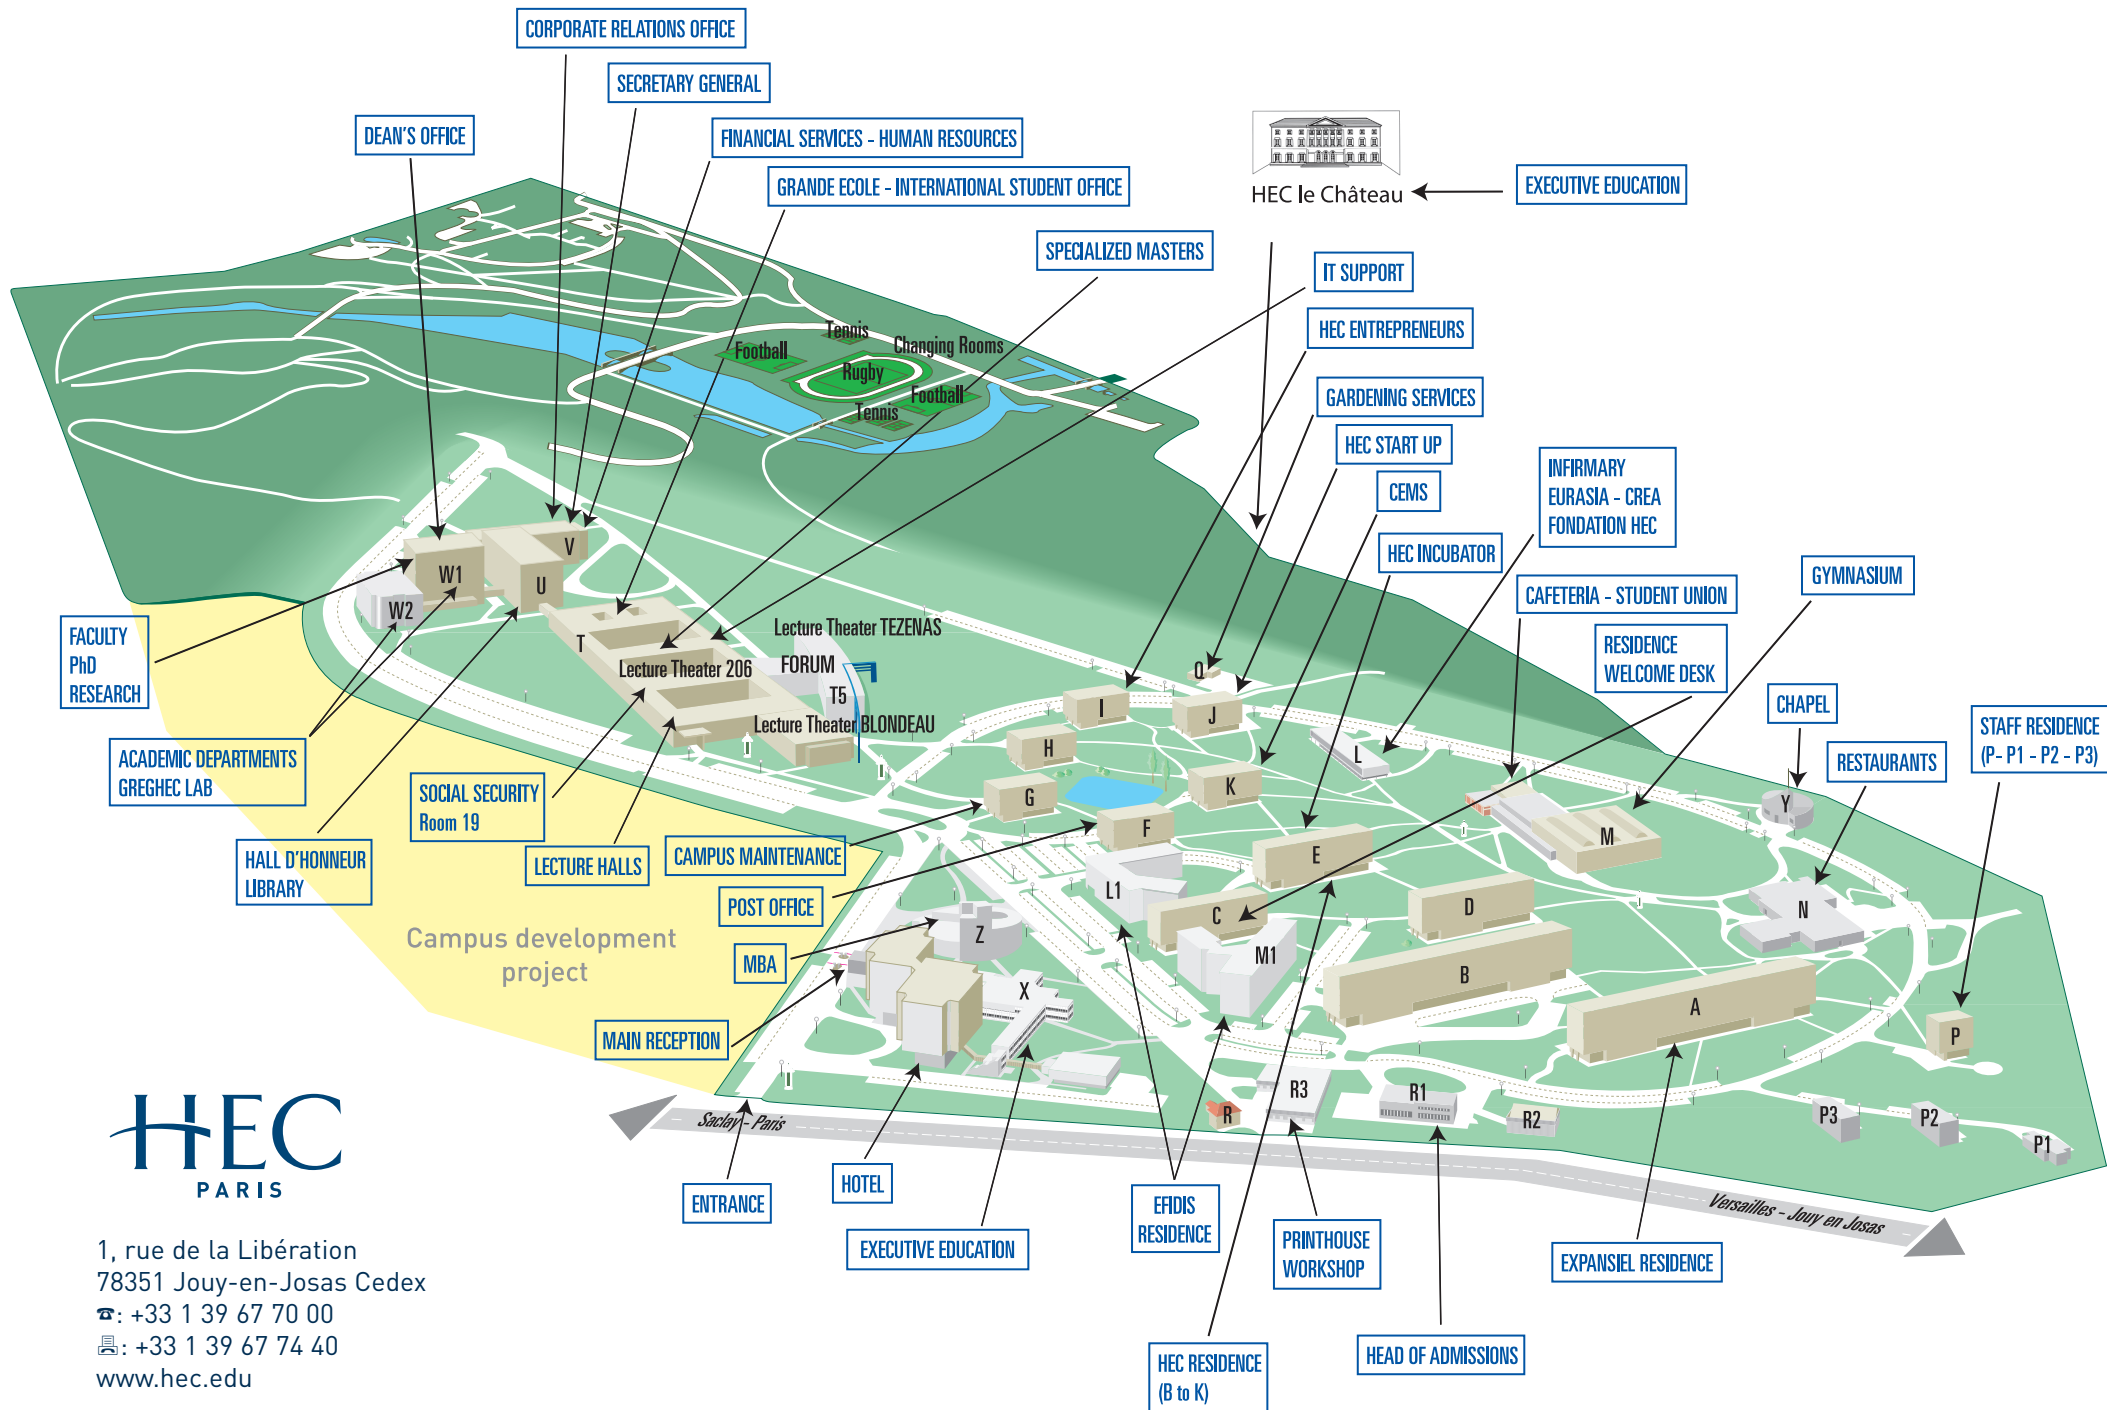 CORPORATE RELATIONS OFFICE
SECRETARY GENERAL
DEAN'S OFFICE
FINANCIAL SERVICES - HUMAN RESOURCES
GRANDE ECOLE - INTERNATIONAL STUDENT OFFICE
HEC le Château
EXECUTIVE EDUCATION
SPECIALIZED MASTERS
IT SUPPORT
HEC ENTREPRENEURS
GARDENING SERVICES
HEC START UP
CEMS
INFIRMARY
EURASIA - CREA
FONDATION HEC
HEC INCUBATOR
CAFETERIA - STUDENT UNION
GYMNASIUM
RESIDENCE
WELCOME DESK
CHAPEL
STAFF RESIDENCE
(P- P1 - P2 - P3)
RESTAURANTS
Tennis
Football
Changing Rooms
Rugby
Football
Tennis
V
W1
U
W2
T
Lecture Theater TEZENAS
Lecture Theater 206
FORUM
T5
Lecture Theater BLONDEAU
FACULTY
PhD
RESEARCH
ACADEMIC DEPARTMENTS
GREGHEC LAB
HALL D'HONNEUR
LIBRARY
SOCIAL SECURITY
Room 19
LECTURE HALLS
CAMPUS MAINTENANCE
POST OFFICE
MBA
MAIN RECEPTION
Campus development
project
Q
I
J
H
L
K
G
F
E
M
Y
L1
C
D
N
Z
M1
B
X
A
P
R3
R1
R
R2
P3
P2
P1
Saclay - Paris
Versailles - Jouy en Josas
ENTRANCE
HOTEL
EXECUTIVE EDUCATION
EFIDIS
RESIDENCE
PRINTHOUSE
WORKSHOP
EXPANSIEL RESIDENCE
HEC RESIDENCE
(B to K)
HEAD OF ADMISSIONS
HEC
PARIS
1, rue de la Libération
78351 Jouy-en-Josas Cedex
☎: +33 1 39 67 70 00
: +33 1 39 67 74 40
www.hec.edu